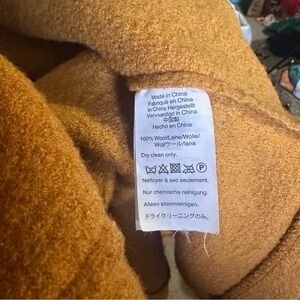 Made in China
Fabriqué en Chine
In China Hergestellt
Vervaardigd in China
中国製
Hecho en China
100% Wool/Laine/Wolle/
Wol/ウール/lana
Dry clean only.
P
Nettoyer à sec seulement.
Nur chemische reinigung.
Alleen stoomreinigen.
ドライクリーニングのみ。